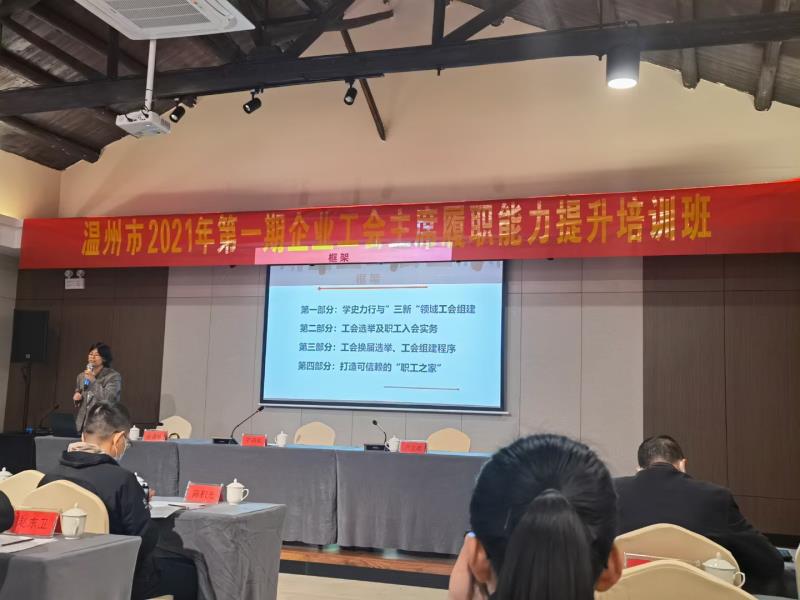 温州市2021年第一期企业工会主席履职能力提升培训班
框架
框架
第一部分：学史力行与"三新"领域工会组建
第二部分：工会选举及职工入会实务
第三部分：工会换届选举、工会组建程序
第四部分：打造可信赖的"职工之家"